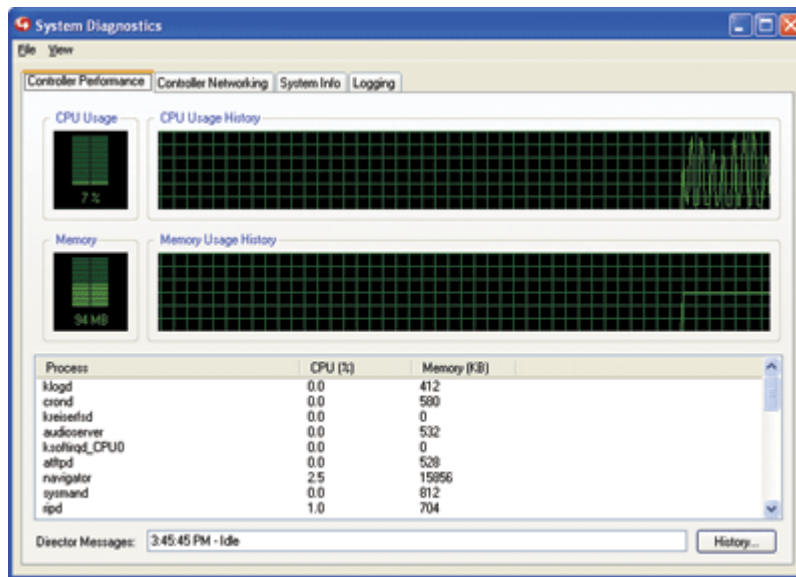 System Diagnostics
File View
Controller Performance Controller Networking System Info Logging
CPU Usage CPU Usage History
7 %
Memory Memory Usage History
94 MB
Process CPU (%) Memory (KB)
klogd 0.0 412
crond 0.0 580
kreiserfsd 0.0 0
audioserver 0.0 532
ksoftirqd_CPU0 0.0 0
atftpd 0.0 528
navigator 2.5 15856
sysmand 0.0 812
sipd 1.0 704
Director Messages: 3:45:45 PM - Idle History...